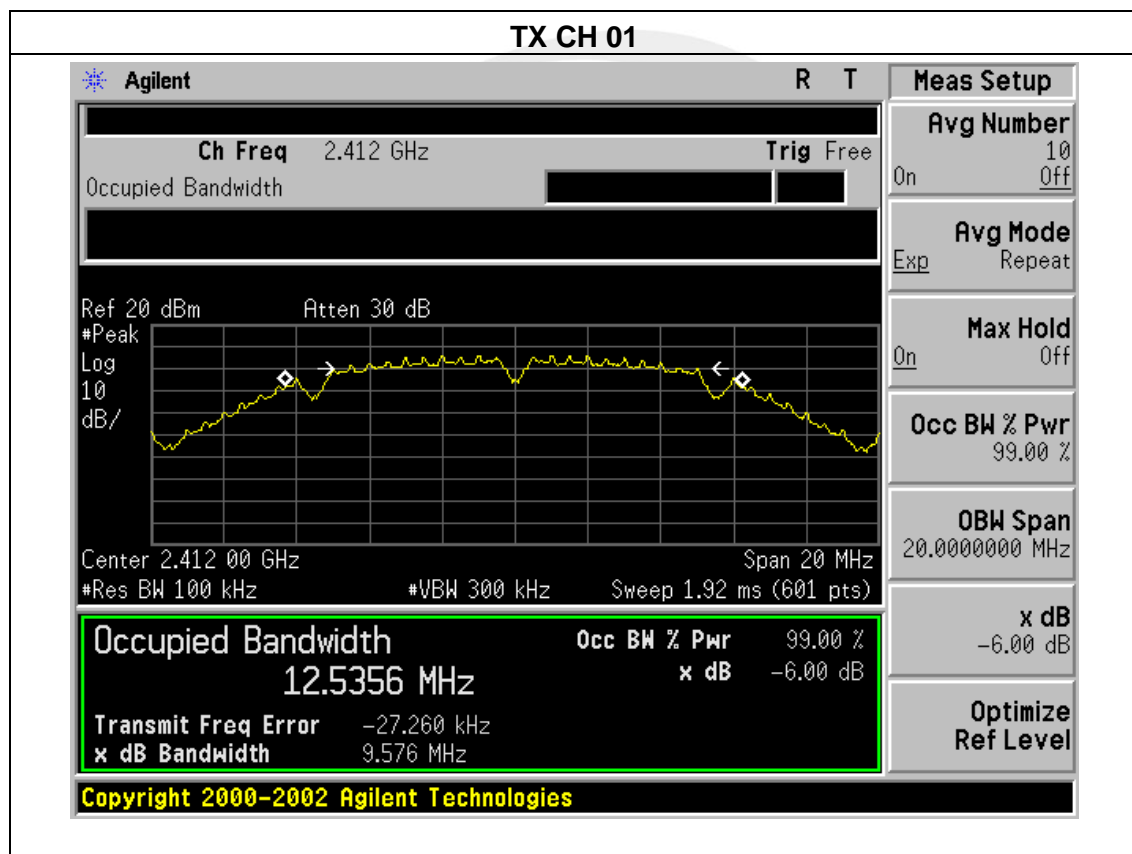 TX CH 01
Agilent R T
Ch Freq 2.412 GHz Trig Free
Occupied Bandwidth
Ref 20 dBm Atten 30 dB
#Peak
Log
10
dB/
Center 2.412 00 GHz Span 20 MHz
#Res BW 100 kHz #VBW 300 kHz Sweep 1.92 ms (601 pts)
Occupied Bandwidth Occ BW % Pwr 99.00 %
12.5356 MHz x dB -6.00 dB
Transmit Freq Error -27.260 kHz
x dB Bandwidth 9.576 MHz
Copyright 2000-2002 Agilent Technologies
Meas Setup
Avg Number
10
On Off
Avg Mode
Exp Repeat
Max Hold
On Off
Occ BW % Pwr
99.00 %
OBW Span
20.0000000 MHz
x dB
-6.00 dB
Optimize
Ref Level